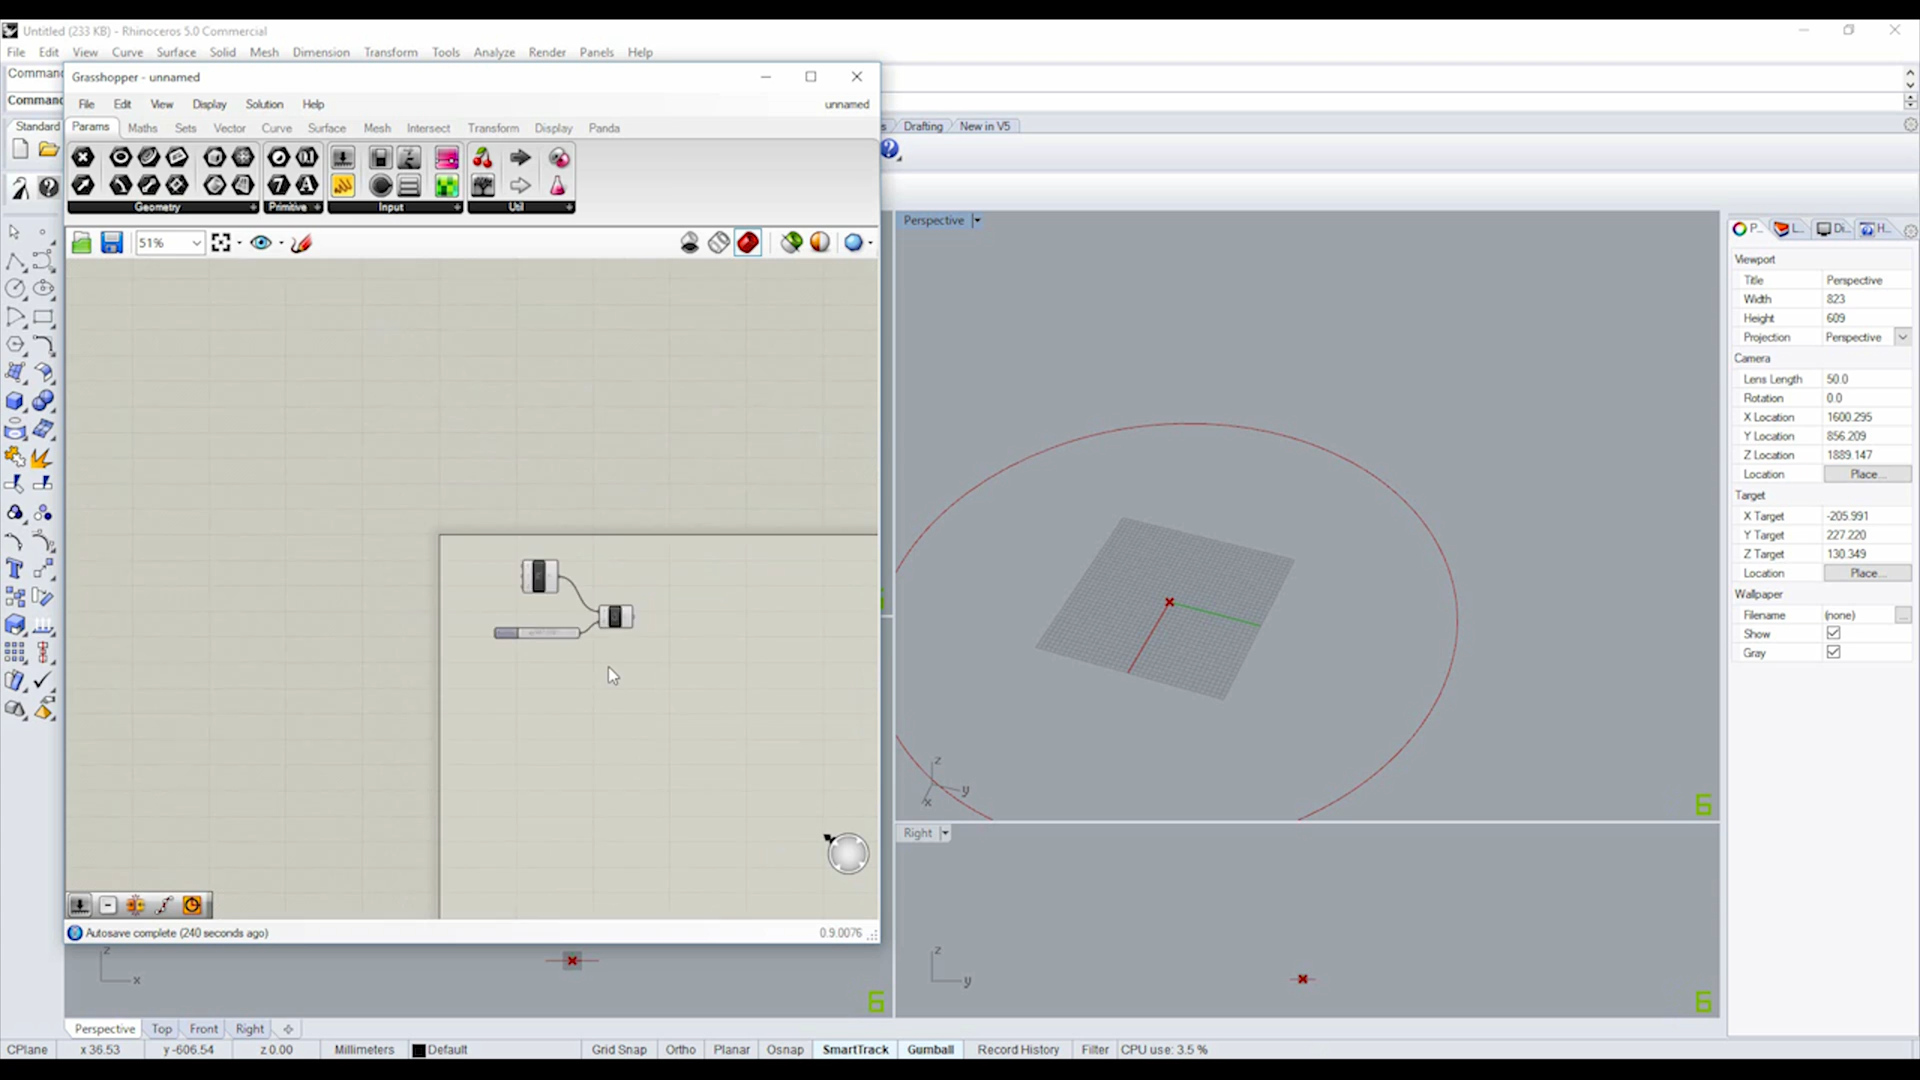 Untitled (233 KB) - Rhinoceros 5.0 Commercial
File Edit View Curve Surface Solid Mesh Dimension Transform Tools Analyze Render Panels Help
Command
Command
Grasshopper - unnamed
File Edit View Display Solution Help unnamed
Standard
Drafting New in V5
Params Maths Sets Vector Curve Surface Mesh Intersect Transform Display Panda
Geometry Primitive Input Util
51%
Perspective
P... L... Di... H...
Viewport
Title Perspective
Width 823
Height 609
Projection Perspective
Camera
Lens Length 50.0
Rotation 0.0
X Location 1600.295
Y Location 856.209
Z Location 1889.147
Location Place...
Target
X Target -205.991
Y Target 227.220
Z Target 130.349
Location Place...
Wallpaper
Filename (none) ...
Show
Gray
z
y
x
6
Right
Autosave complete (240 seconds ago) 0.9.0076
z
x
6
z
y
6
Perspective Top Front Right
CPlane x 36.53 y -606.54 z 0.00 Millimeters Default Grid Snap Ortho Planar Osnap SmartTrack Gumball Record History Filter CPU use: 3.5 %